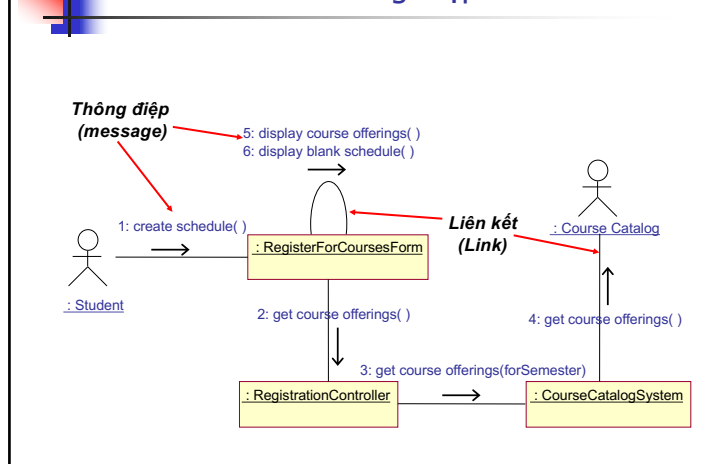 Thông điệp
(message)
5: display course offerings( )
6: display blank schedule( )
1: create schedule( )
Liên kết
(Link)
: Course Catalog
: RegisterForCoursesForm
: Student
2: get course offerings( )
4: get course offerings( )
3: get course offerings(forSemester)
: RegistrationController
: CourseCatalogSystem